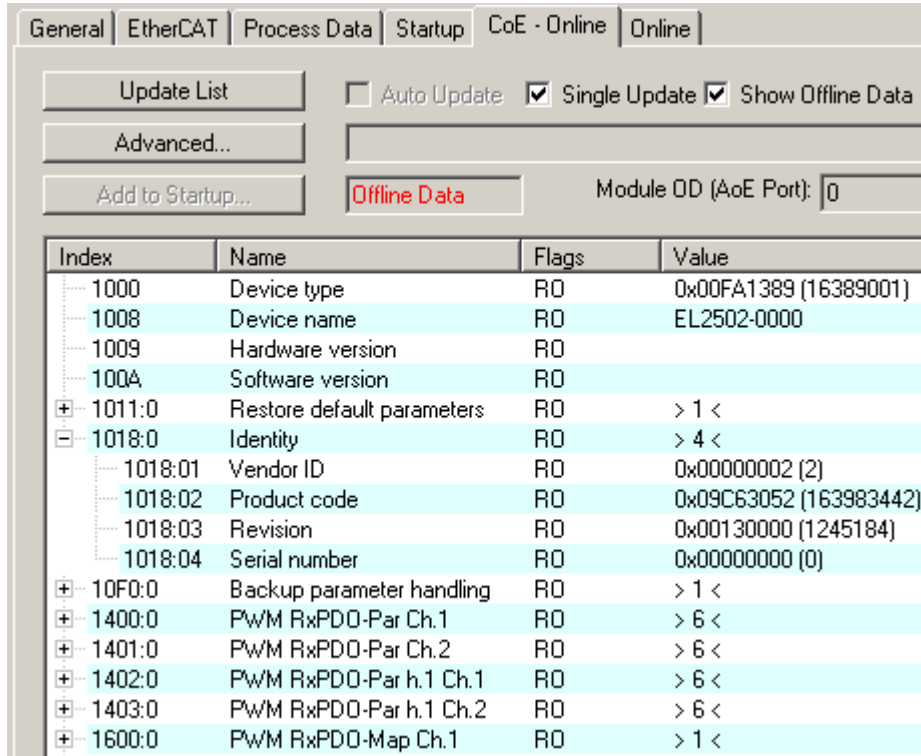 General EtherCAT Process Data Startup CoE - Online Online
Update List Auto Update Single Update Show Offline Data
Advanced...
Add to Startup... Offline Data Module OD (AoE Port): 0
Index Name Flags Value
1000 Device type RO 0x00FA1389 (16389001)
1008 Device name RO EL2502-0000
1009 Hardware version RO
100A Software version RO
1011:0 Restore default parameters RO > 1 <
1018:0 Identity RO > 4 <
1018:01 Vendor ID RO 0x00000002 (2)
1018:02 Product code RO 0x09C63052 (163983442)
1018:03 Revision RO 0x00130000 (1245184)
1018:04 Serial number RO 0x00000000 (0)
10F0:0 Backup parameter handling RO > 1 <
1400:0 PWM RxPDO-Par Ch.1 RO > 6 <
1401:0 PWM RxPDO-Par Ch.2 RO > 6 <
1402:0 PWM RxPDO-Par h.1 Ch.1 RO > 6 <
1403:0 PWM RxPDO-Par h.1 Ch.2 RO > 6 <
1600:0 PWM RxPDO-Map Ch.1 RO > 1 <